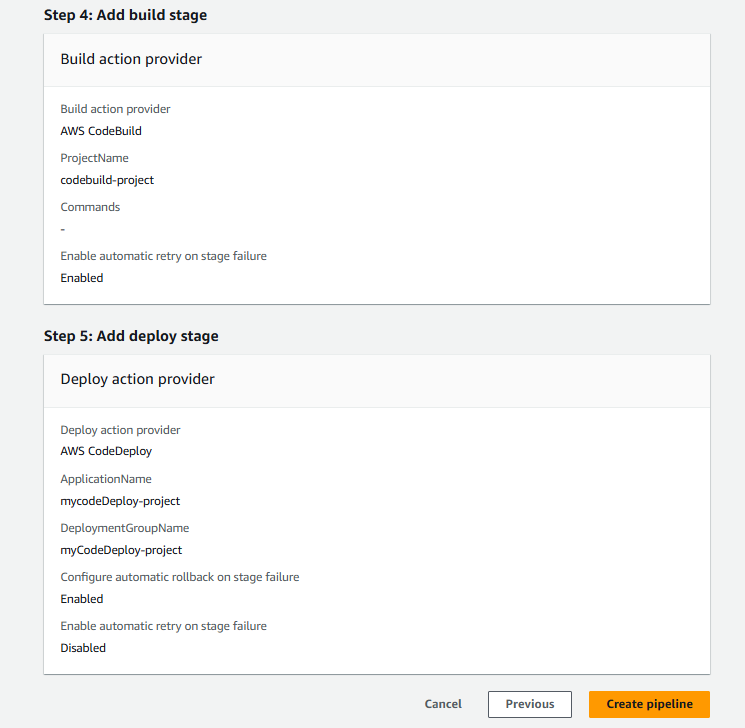 Step 4: Add build stage
Build action provider
Build action provider
AWS CodeBuild
ProjectName
codebuild-project
Commands
-
Enable automatic retry on stage failure
Enabled
Step 5: Add deploy stage
Deploy action provider
Deploy action provider
AWS CodeDeploy
ApplicationName
mycodeDeploy-project
DeploymentGroupName
myCodeDeploy-project
Configure automatic rollback on stage failure
Enabled
Enable automatic retry on stage failure
Disabled
Cancel Previous Create pipeline